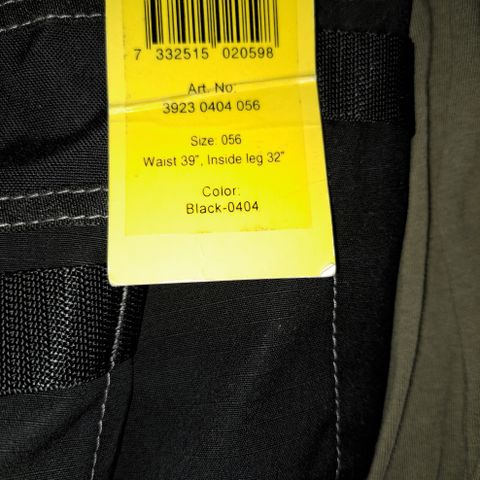 7 332515 020598
Art. No:
3923 0404 056
Size: 056
Waist 39", Inside leg 32"
Color:
Black-0404